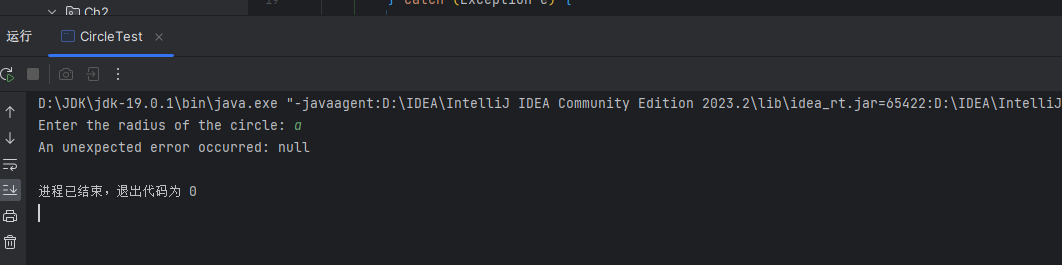 Ch2
19
} catch (Exception e) {
运行
CircleTest
D:\JDK\jdk-19.0.1\bin\java.exe "-javaagent:D:\IDEA\IntelliJ IDEA Community Edition 2023.2\lib\idea_rt.jar=65422:D:\IDEA\IntelliJ
Enter the radius of the circle: a
An unexpected error occurred: null
进程已结束，退出代码为 0